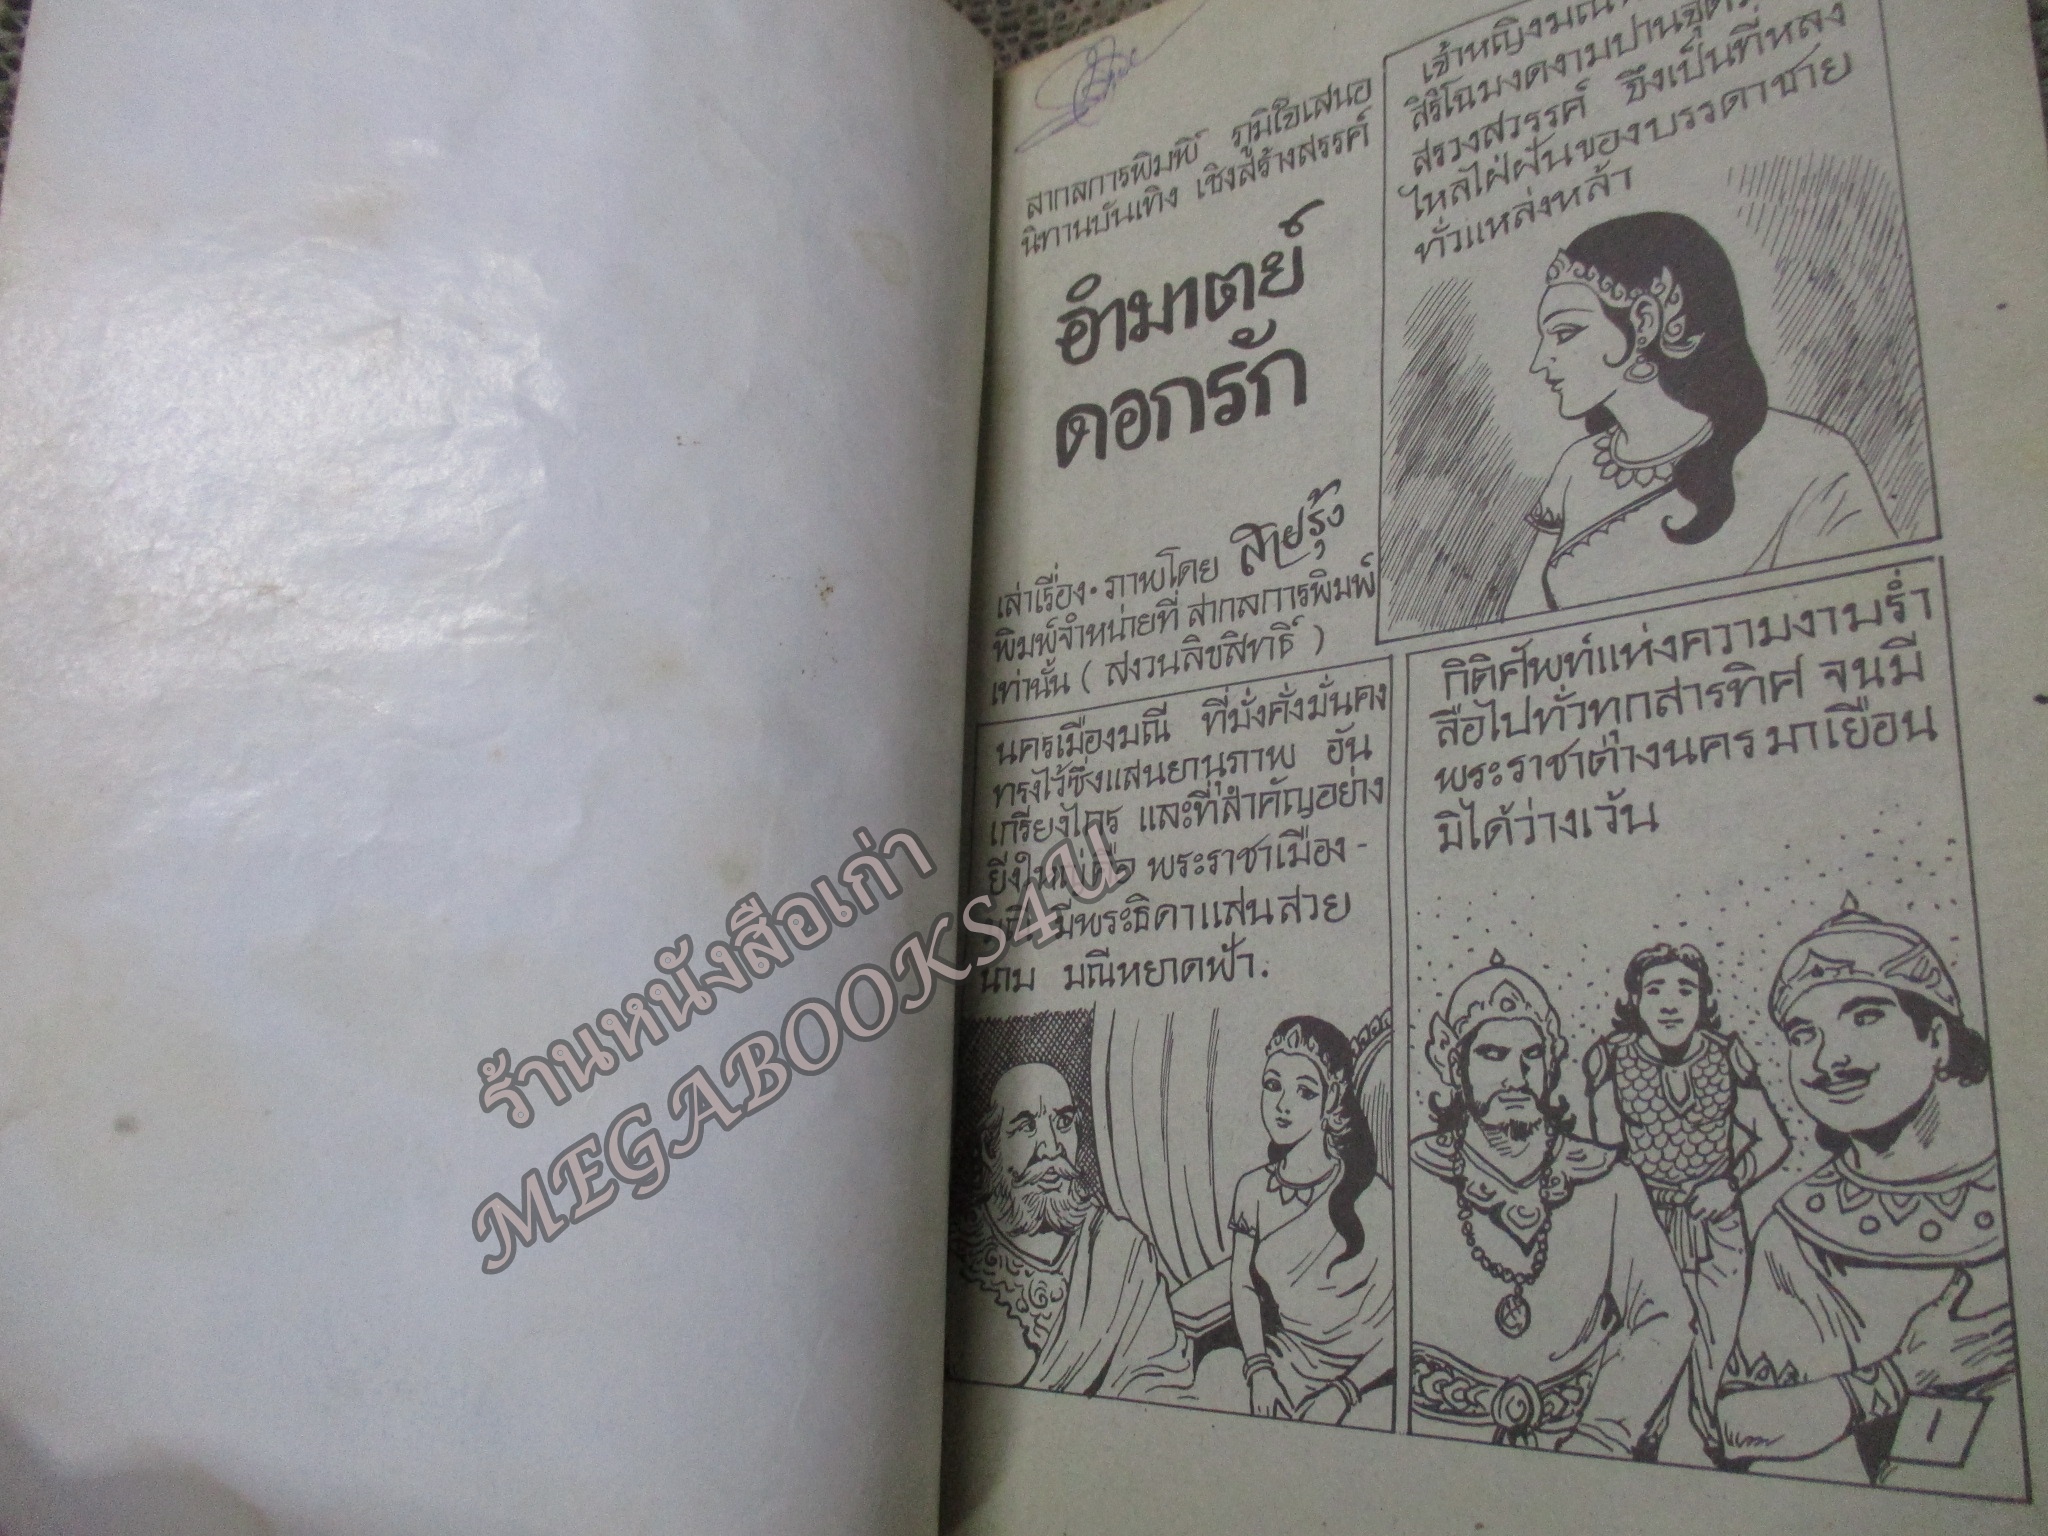 สากลการพิมพ์ ภูมิใจเสนอ
นิทานบันเทิง เชิงสร้างสรรค์
อำมาตย์
ดอกรัก
เล่าเรื่อง・ภาพโดย สายรุ้ง
พิมพ์จำหน่ายที่ สากลการพิมพ์
เท่านั้น ( สงวนลิขสิทธิ์ )
นครเมืองมณี ที่มั่งคั่งมั่นคง
ทรงไว้ซึ่งแสนยานุภาพ อัน
เกรียงไกร และที่สำคัญอย่าง
ยิ่งใหญ่คือ พระราชาเมือง-
มณี มีพระธิดาแสนสวย
นาม มณีหยาดฟ้า.
เจ้าหญิง
สิริโฉมงดงามปาน
สรวงสวรรค์ จึงเป็นที่หลง
ไหลใฝ่ฝันของบรรดาชาย
ทั่วแหล่งหล้า
กิติศัพท์แห่งความงามร่ำ
ลือไปทั่วทุกสารทิศ จนมี
พระราชาต่างนครมาเยือน
มิได้ว่างเว้น
1
ร้านหนังสือเก่า
MEGABOOKS4U